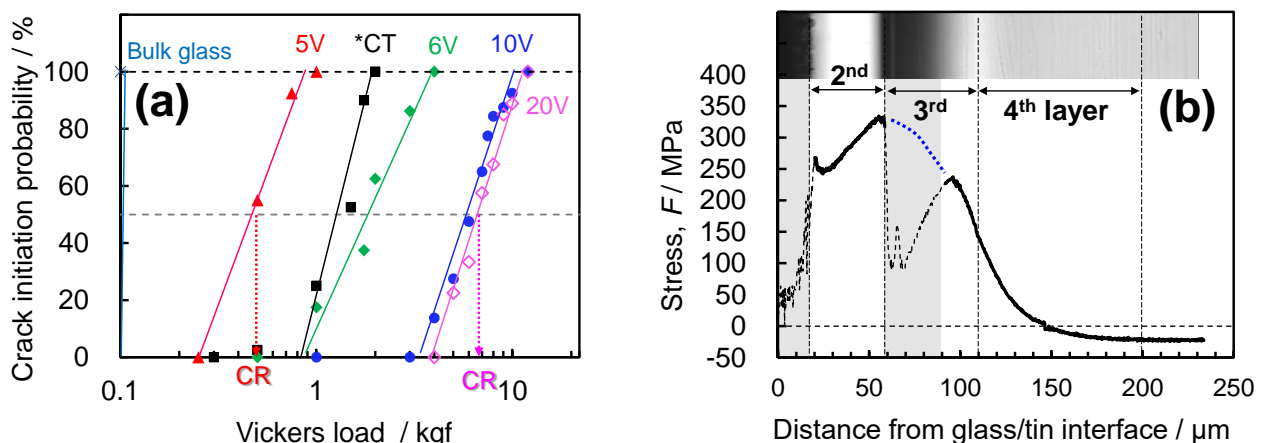 Crack initiation probability / %
100
80
60
40
20
0
Bulk glass
(a)
5V
*CT
6V
10V
20V
CR
CR
0.1
1
10
Vickers load / kgf
Stress, F / MPa
400
350
300
250
200
150
100
50
0
-50
2nd
3rd
4th layer
(b)
0
50
100
150
200
250
Distance from glass/tin interface / μm